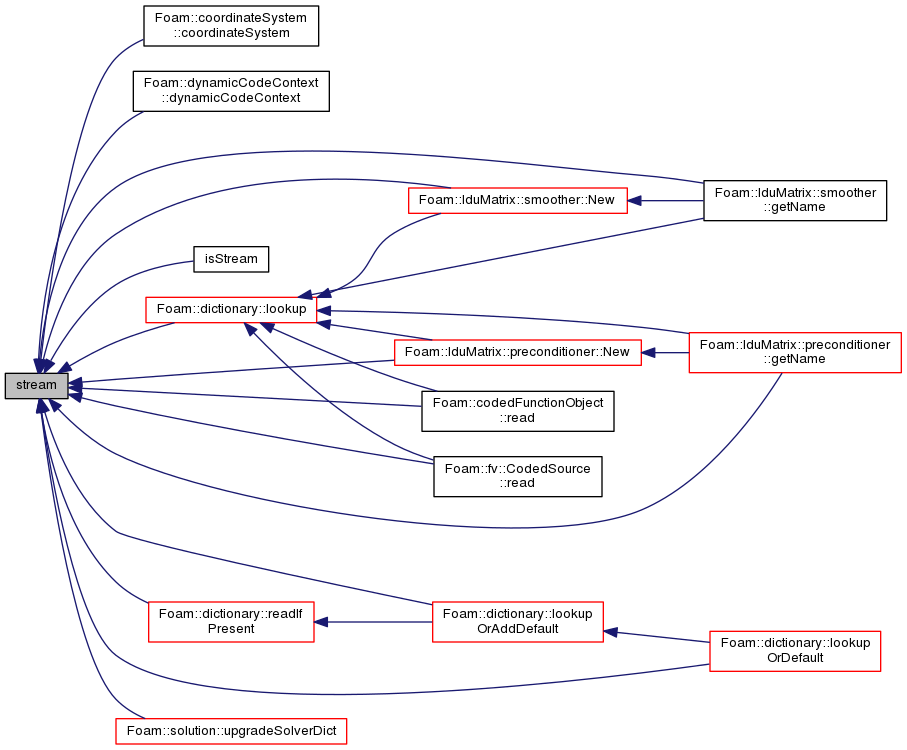 Foam::coordinateSystem
::coordinateSystem
Foam::dynamicCodeContext
::dynamicCodeContext
Foam::lduMatrix::smoother
::getName
Foam::lduMatrix::smoother::New
isStream
Foam::dictionary::lookup
Foam::lduMatrix::preconditioner
::getName
Foam::lduMatrix::preconditioner::New
stream
Foam::codedFunctionObject
::read
Foam::fv::CodedSource
::read
Foam::dictionary::readIf
Present
Foam::dictionary::lookup
OrAddDefault
Foam::dictionary::lookup
OrDefault
Foam::solution::upgradeSolverDict